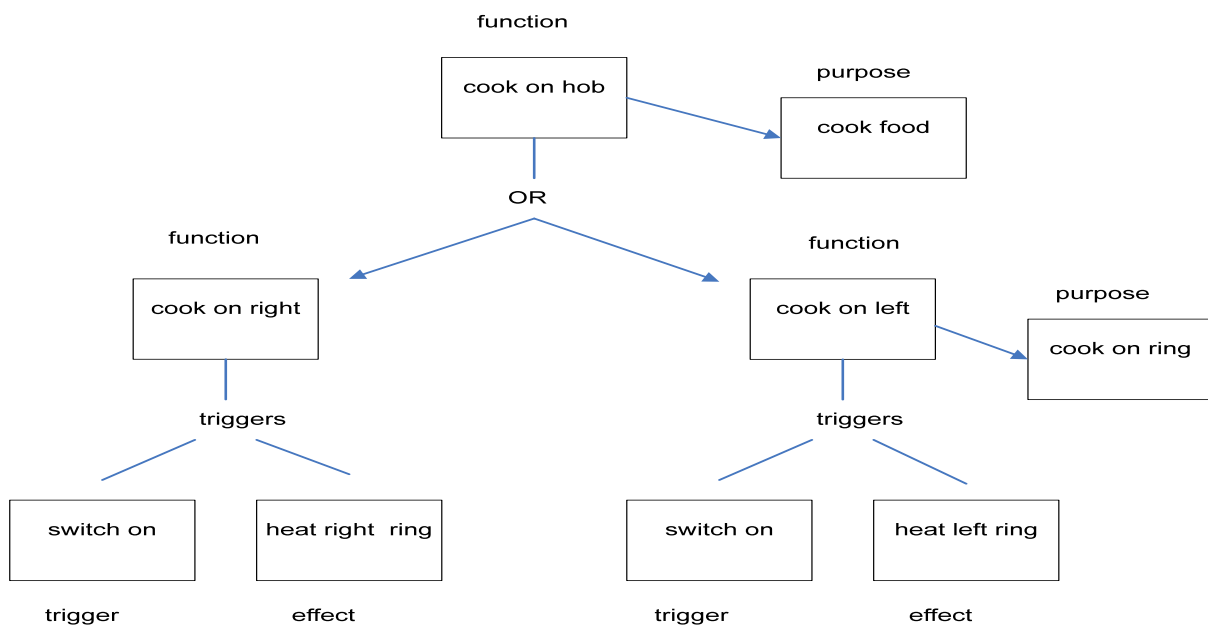 function
cook on hob
purpose
cook food
OR
function
cook on right
function
cook on left
purpose
cook on ring
triggers
triggers
switch on
heat right ring
switch on
heat left ring
trigger
effect
trigger
effect